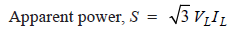 Apparent power, S = √3 V_L I_L